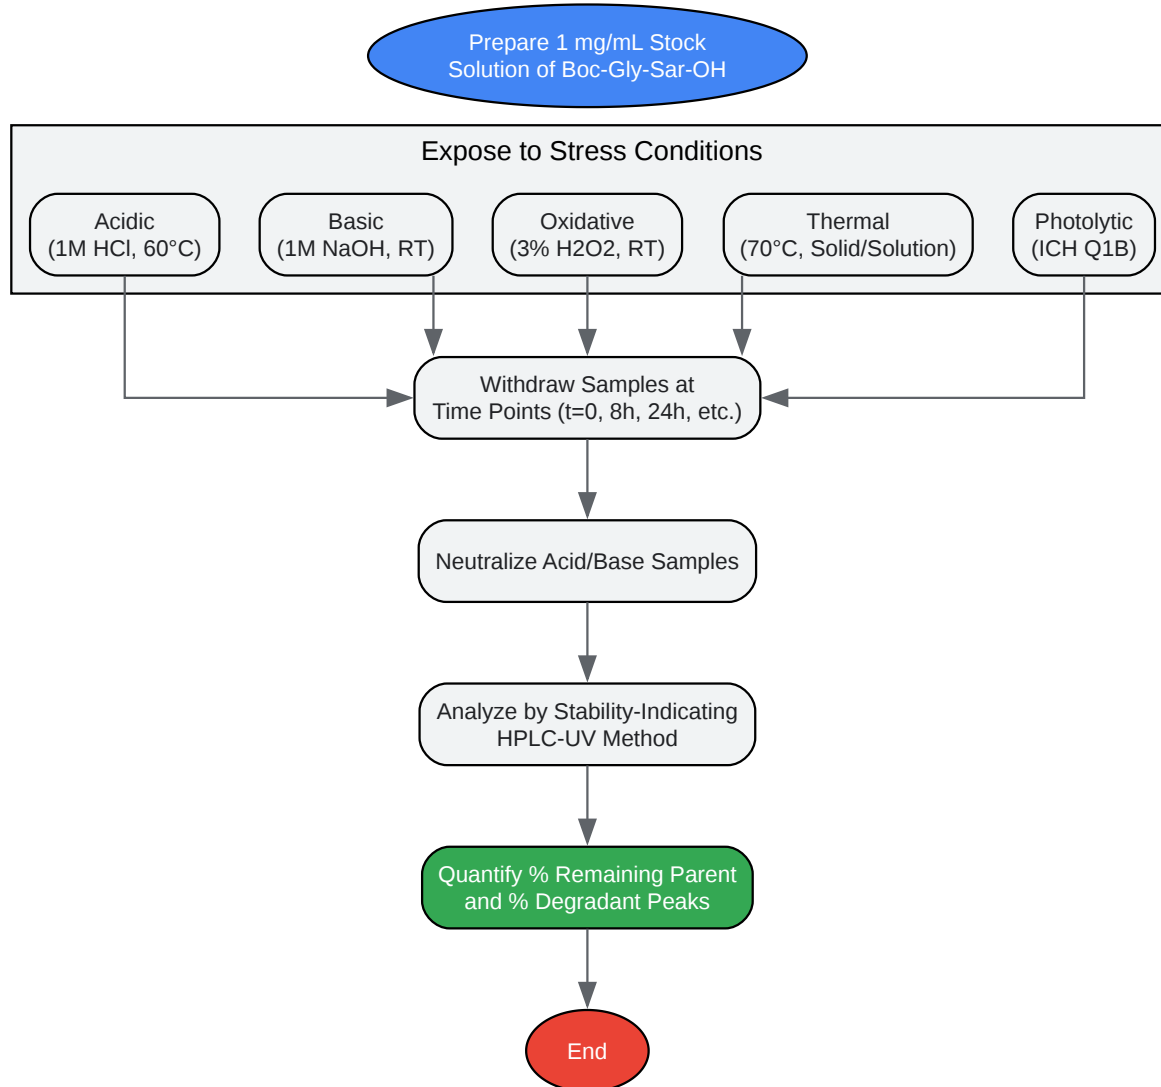 Prepare 1 mg/mL Stock
Solution of Boc-Gly-Sar-OH
Expose to Stress Conditions
Acidic
(1M HCl, 60°C)
Basic
(1M NaOH, RT)
Oxidative
(3% H2O2, RT)
Thermal
(70°C, Solid/Solution)
Photolytic
(ICH Q1B)
Withdraw Samples at
Time Points (t=0, 8h, 24h, etc.)
Neutralize Acid/Base Samples
Analyze by Stability-Indicating
HPLC-UV Method
Quantify % Remaining Parent
and % Degradant Peaks
End